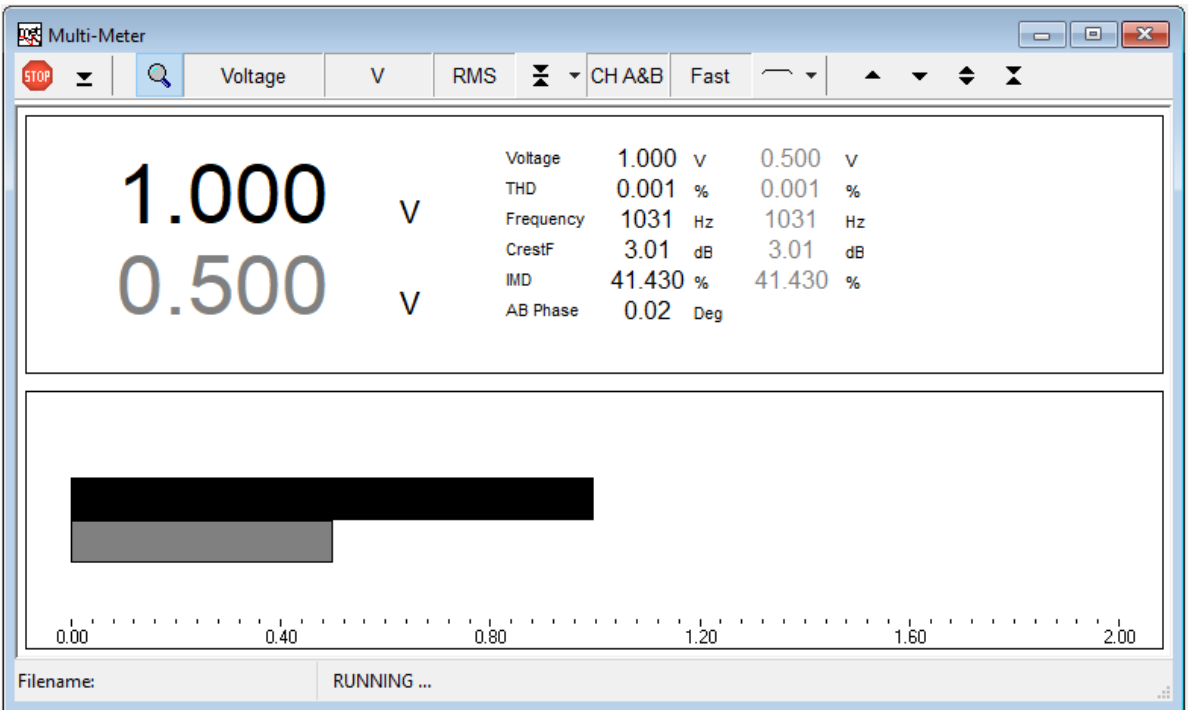 Multi-Meter
STOP Voltage V RMS CH A&B Fast
1.000 V
0.500 V
Voltage 1.000 V 0.500 V
THD 0.001 % 0.001 %
Frequency 1031 Hz 1031 Hz
CrestF 3.01 dB 3.01 dB
IMD 41.430 % 41.430 %
AB Phase 0.02 Deg
0.00 0.40 0.80 1.20 1.60 2.00
Filename: RUNNING ...